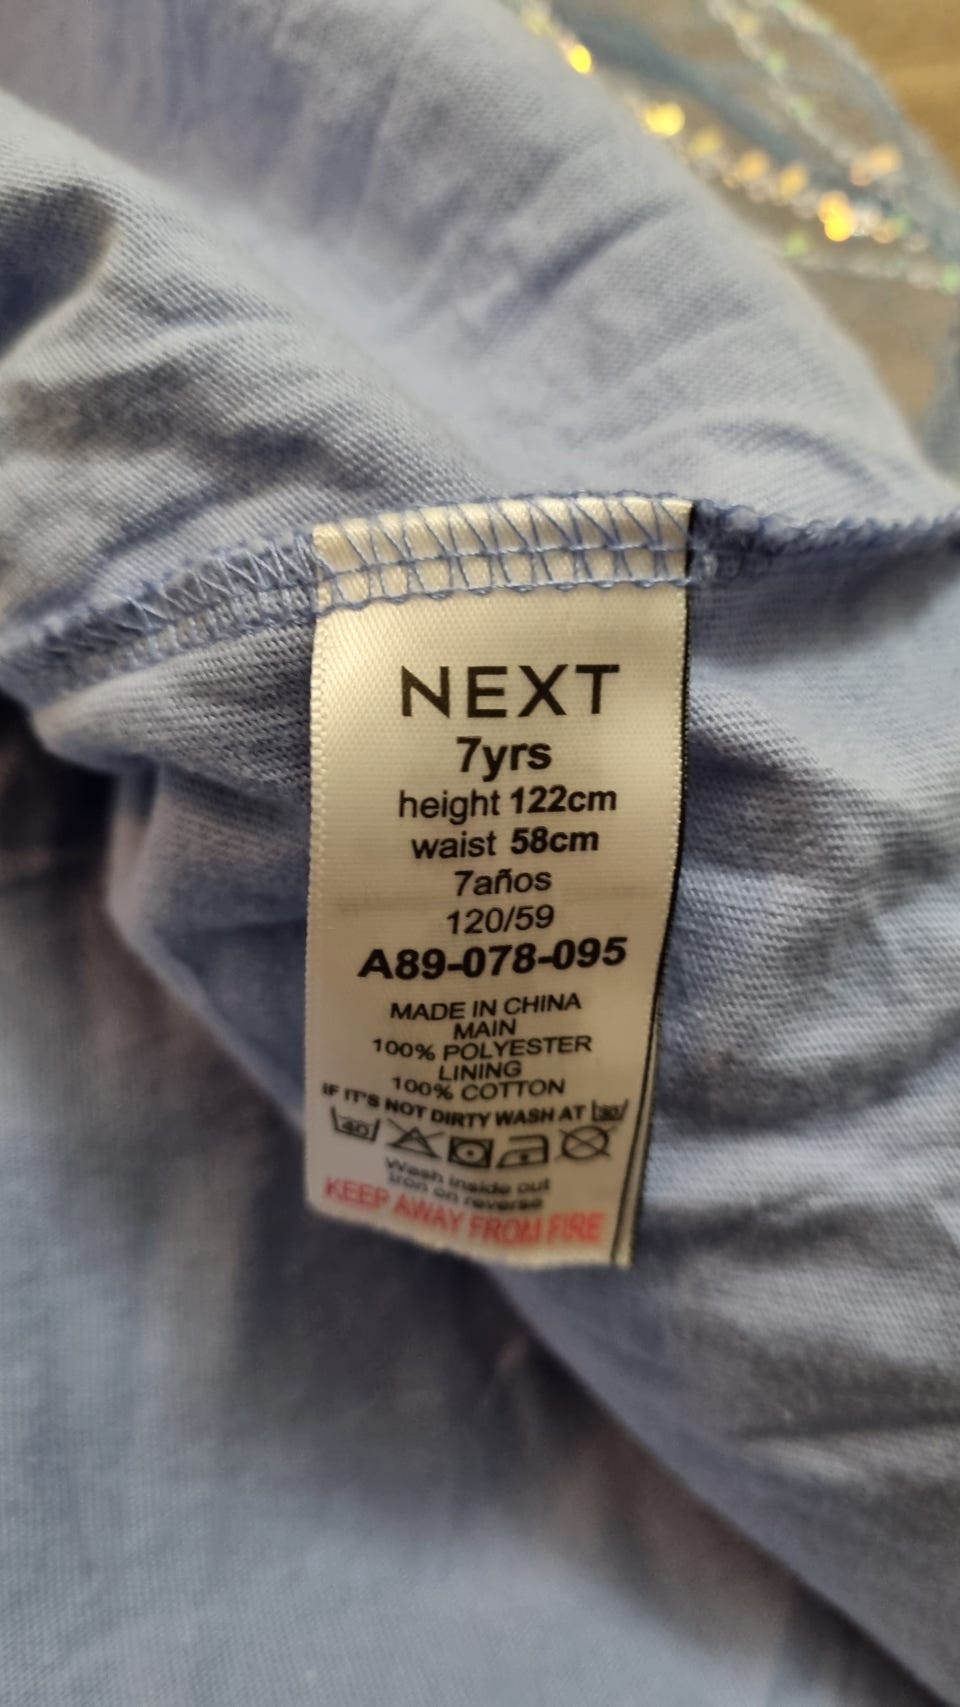 NEXT
7yrs
height 122cm
waist 58cm
7años
120/59
A89-078-095
MADE IN CHINA
MAIN
100% POLYESTER
LINING
100% COTTON
IF IT'S NOT DIRTY WASH AT 30
40
Wash inside out
Iron on reverse
KEEP AWAY FROM FIRE